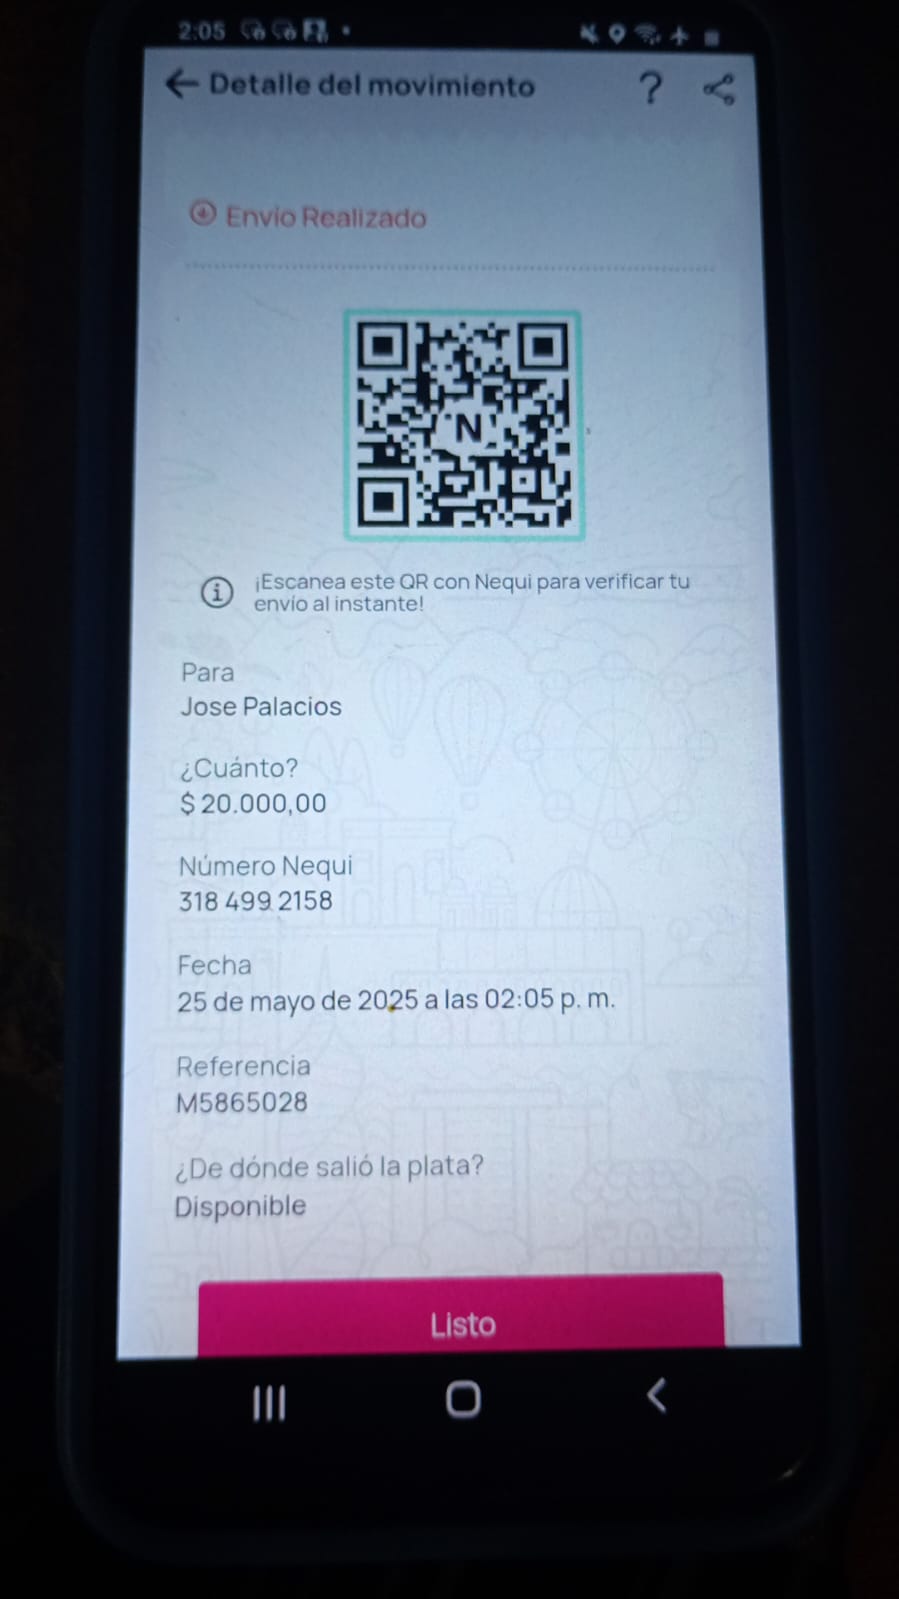 2:05
Detalle del movimiento ?
Envío Realizado
N
¡Escanea este QR con Nequi para verificar tu
envío al instante!
Para
Jose Palacios
¿Cuánto?
$ 20.000,00
Número Nequi
318 499 2158
Fecha
25 de mayo de 2025 a las 02:05 p. m.
Referencia
M5865028
¿De dónde salió la plata?
Disponible
Listo